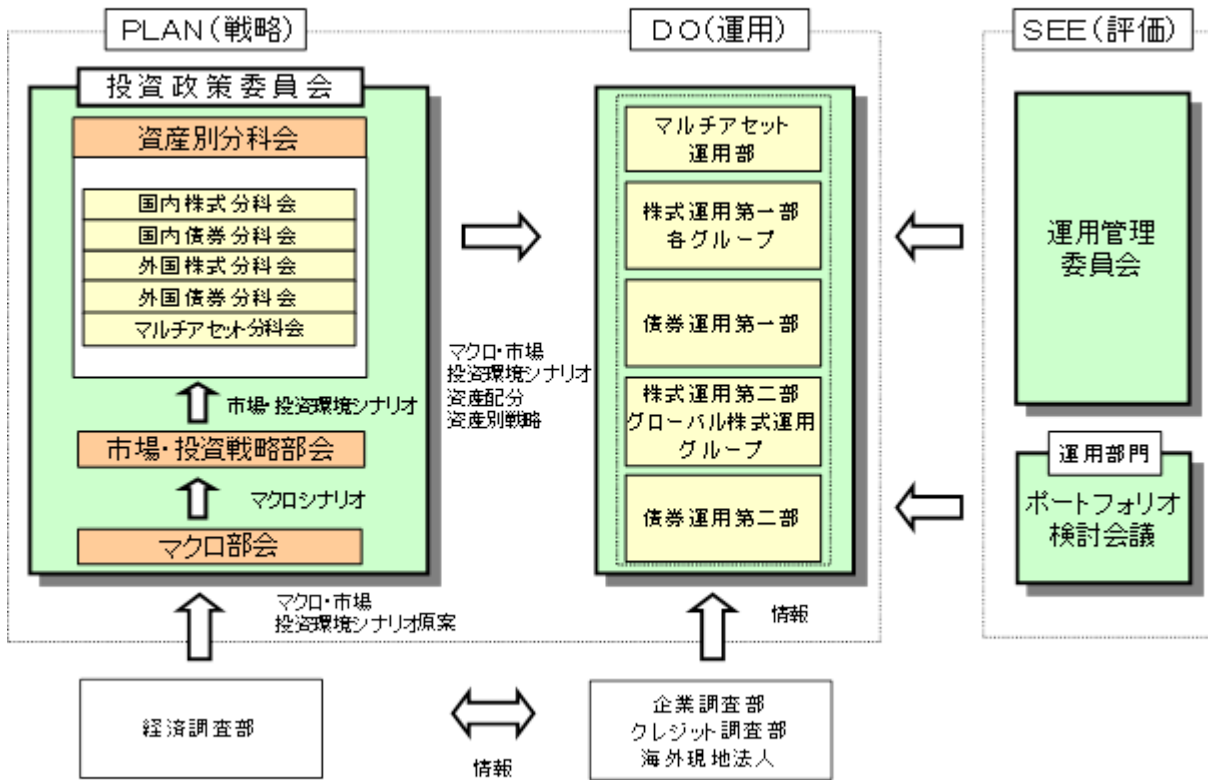 PLAN(戦略)
投資政策委員会
資産別分科会
国内株式分科会
国内債券分科会
外国株式分科会
外国債券分科会
マルチアセット分科会
市場・投資環境シナリオ
市場・投資戦略部会
マクロシナリオ
マクロ部会
マクロ・市場
投資環境シナリオ原案
経済調査部
マクロ・市場
投資環境シナリオ
資産配分
資産別戦略
DO(運用)
マルチアセット
運用部
株式運用第一部
各グループ
債券運用第一部
株式運用第二部
グローバル株式運用
グループ
債券運用第二部
情報
企業調査部
クレジット調査部
海外現地法人
情報
SEE(評価)
運用管理
委員会
運用部門
ポートフォリオ
検討会議